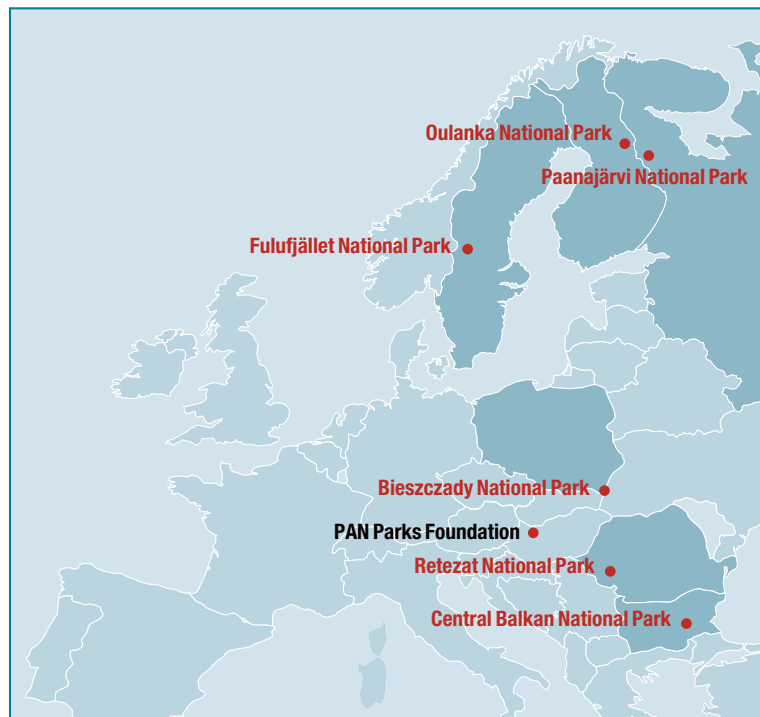 Oulanka National Park
Paanajärvi National Park
Fulufjället National Park
Bieszczady National Park
PAN Parks Foundation
Retezat National Park
Central Balkan National Park